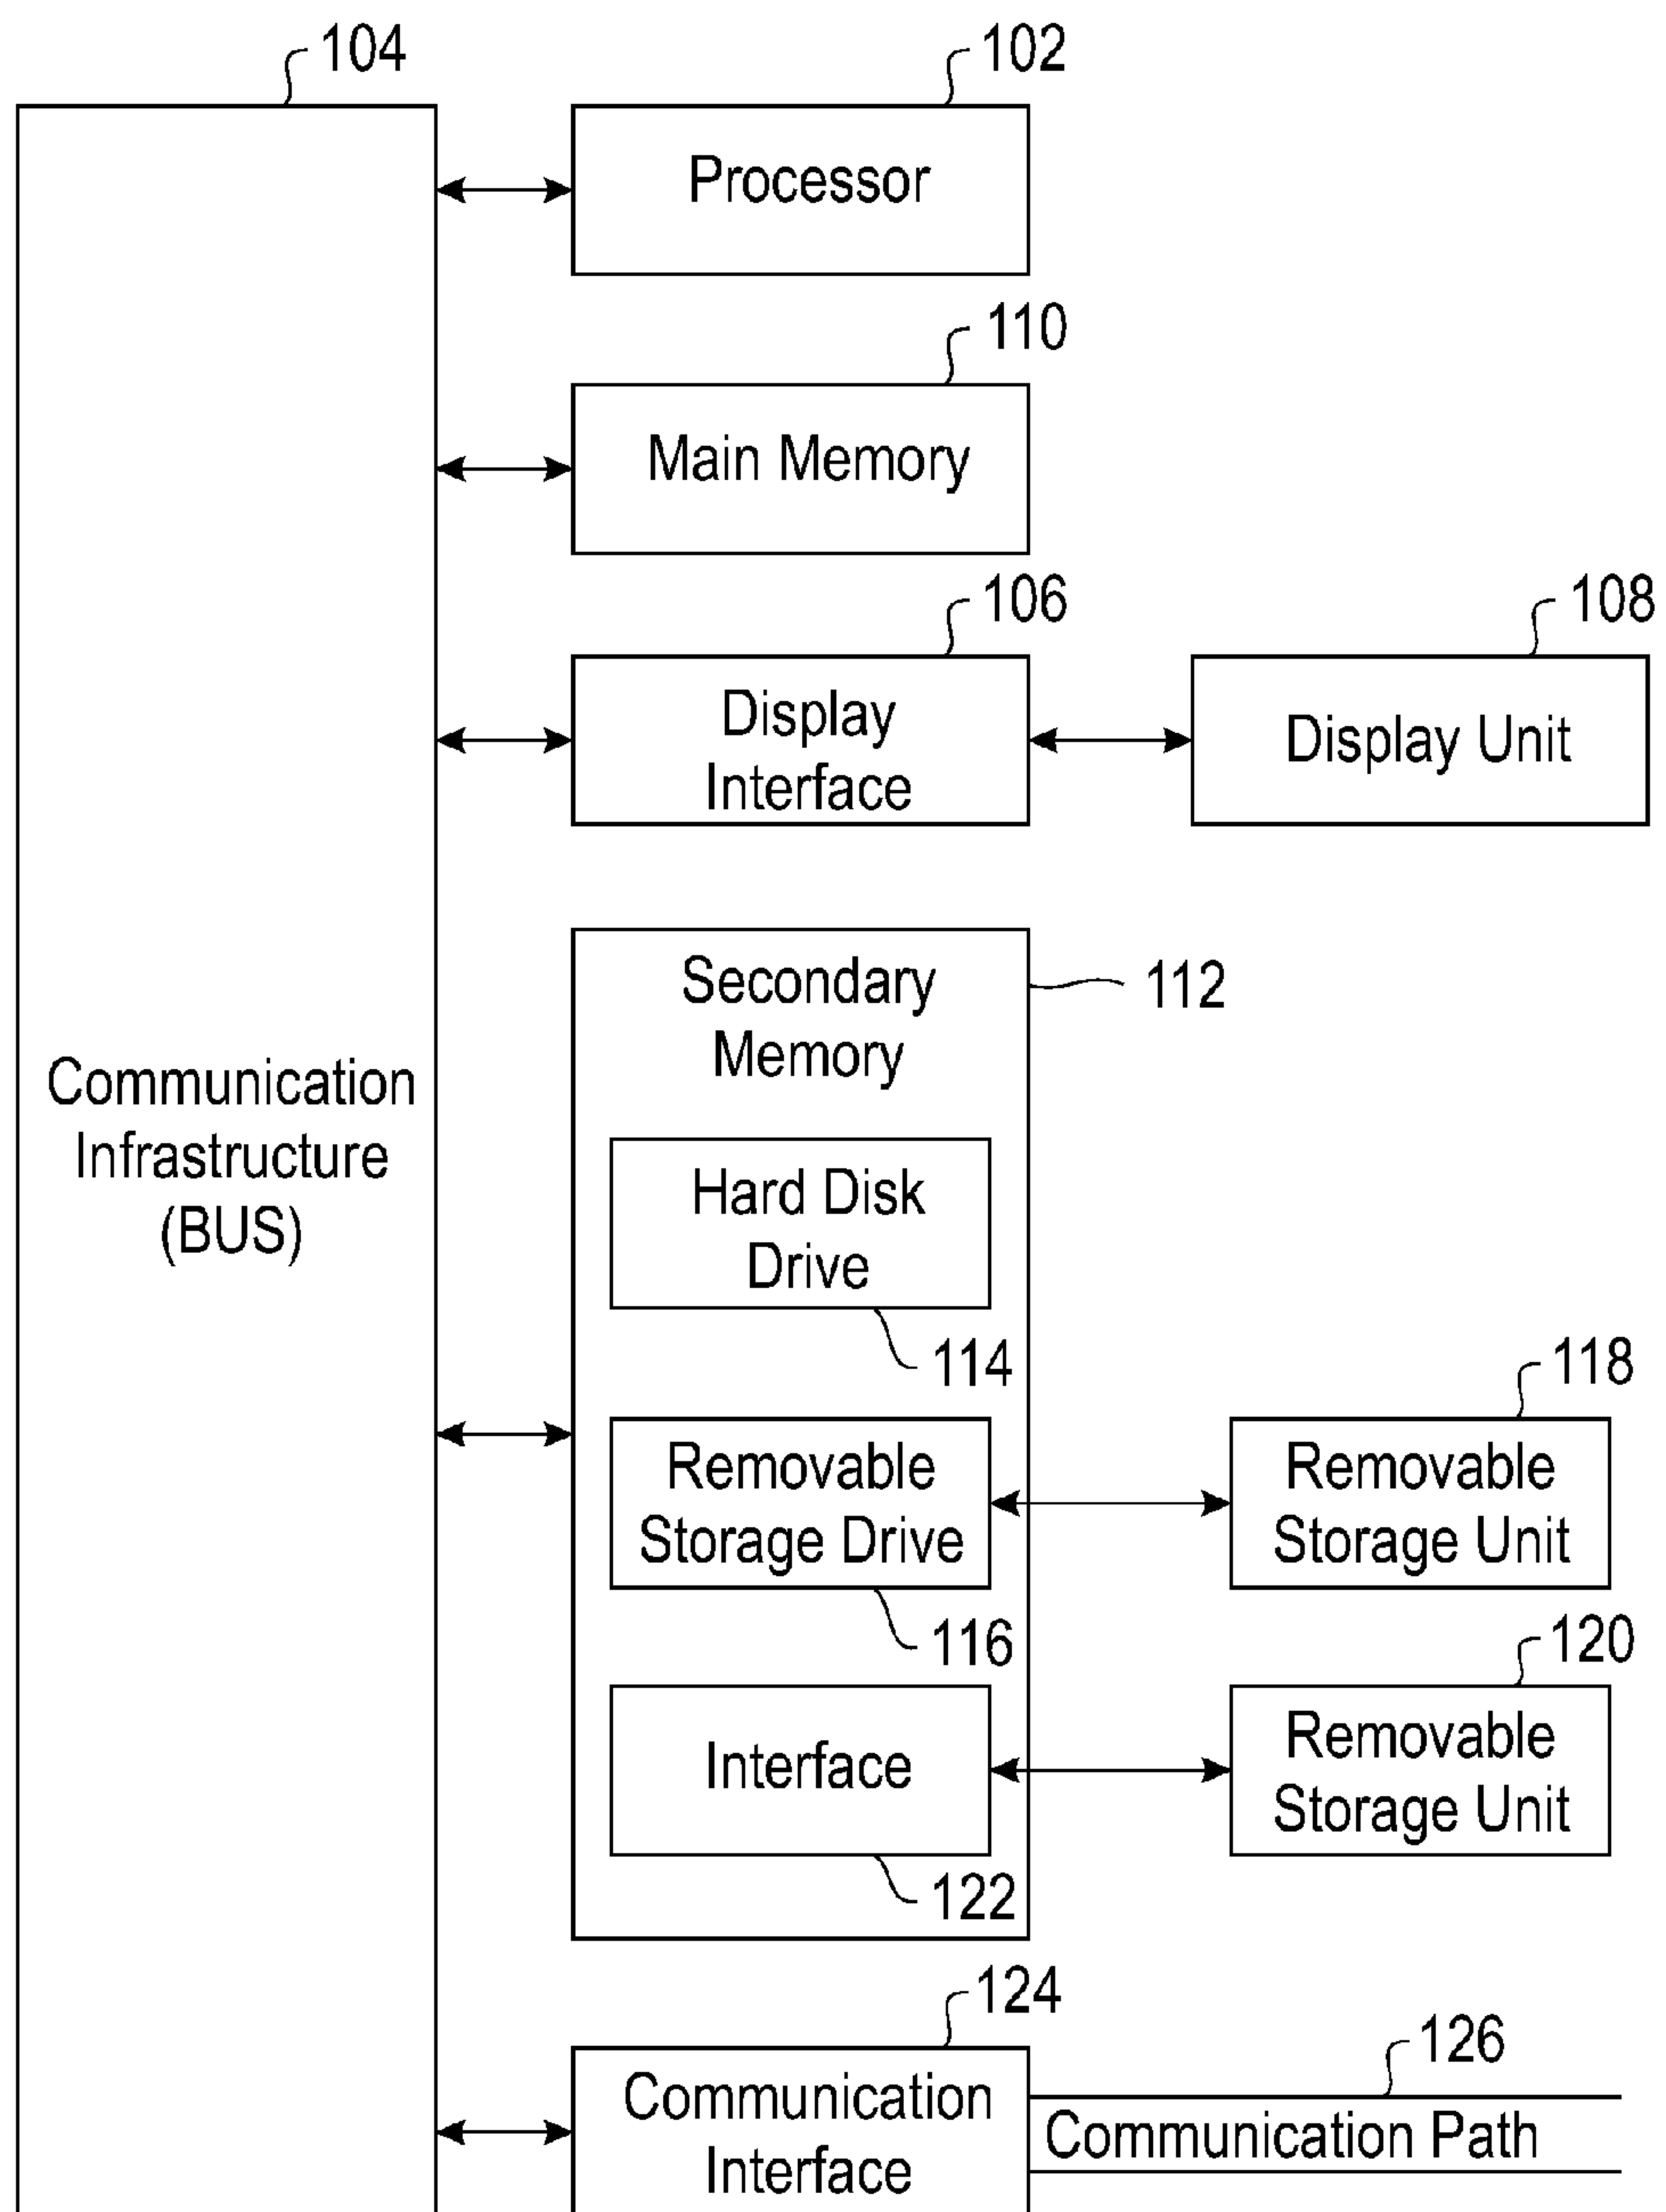 104
102
Processor
110
Main Memory
106
108
Display
Interface
Display Unit
Secondary
Memory
112
Communication
Infrastructure
(BUS)
Hard Disk
Drive
114
118
Removable
Storage Drive
Removable
Storage Unit
116
120
Interface
Removable
Storage Unit
122
124
126
Communication
Interface
Communication Path